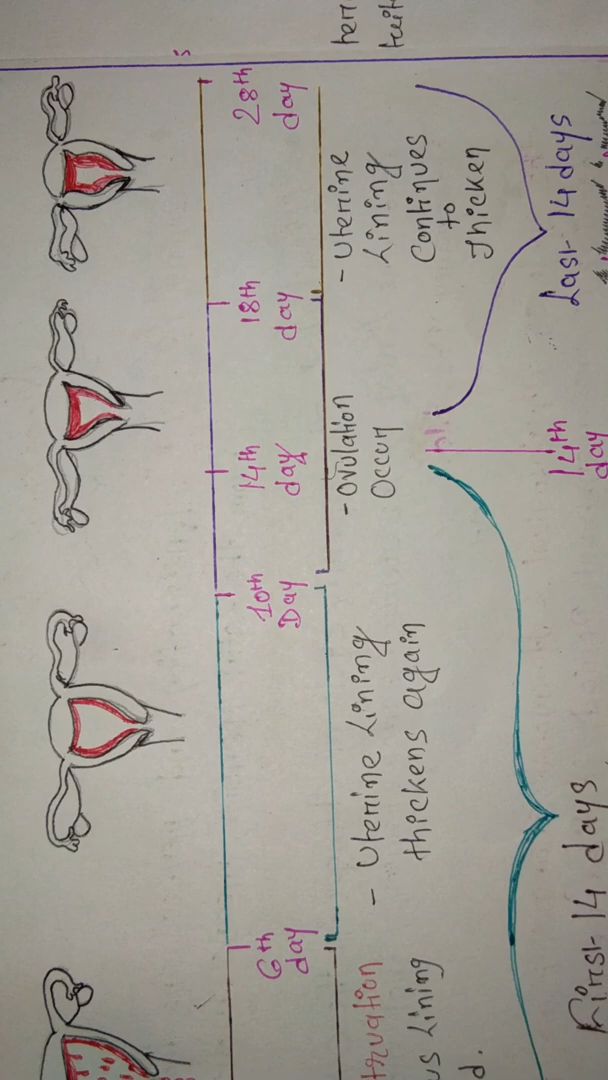 6th
day
10th
Day
14th
day
18th
day
28th
day
- Uterine Lining
thickens again
- Ovulation
Occur
- Uterine
Lining
Continues
to
Thicken
Lining
d.
First 14 days
14th
day
Last 14 days